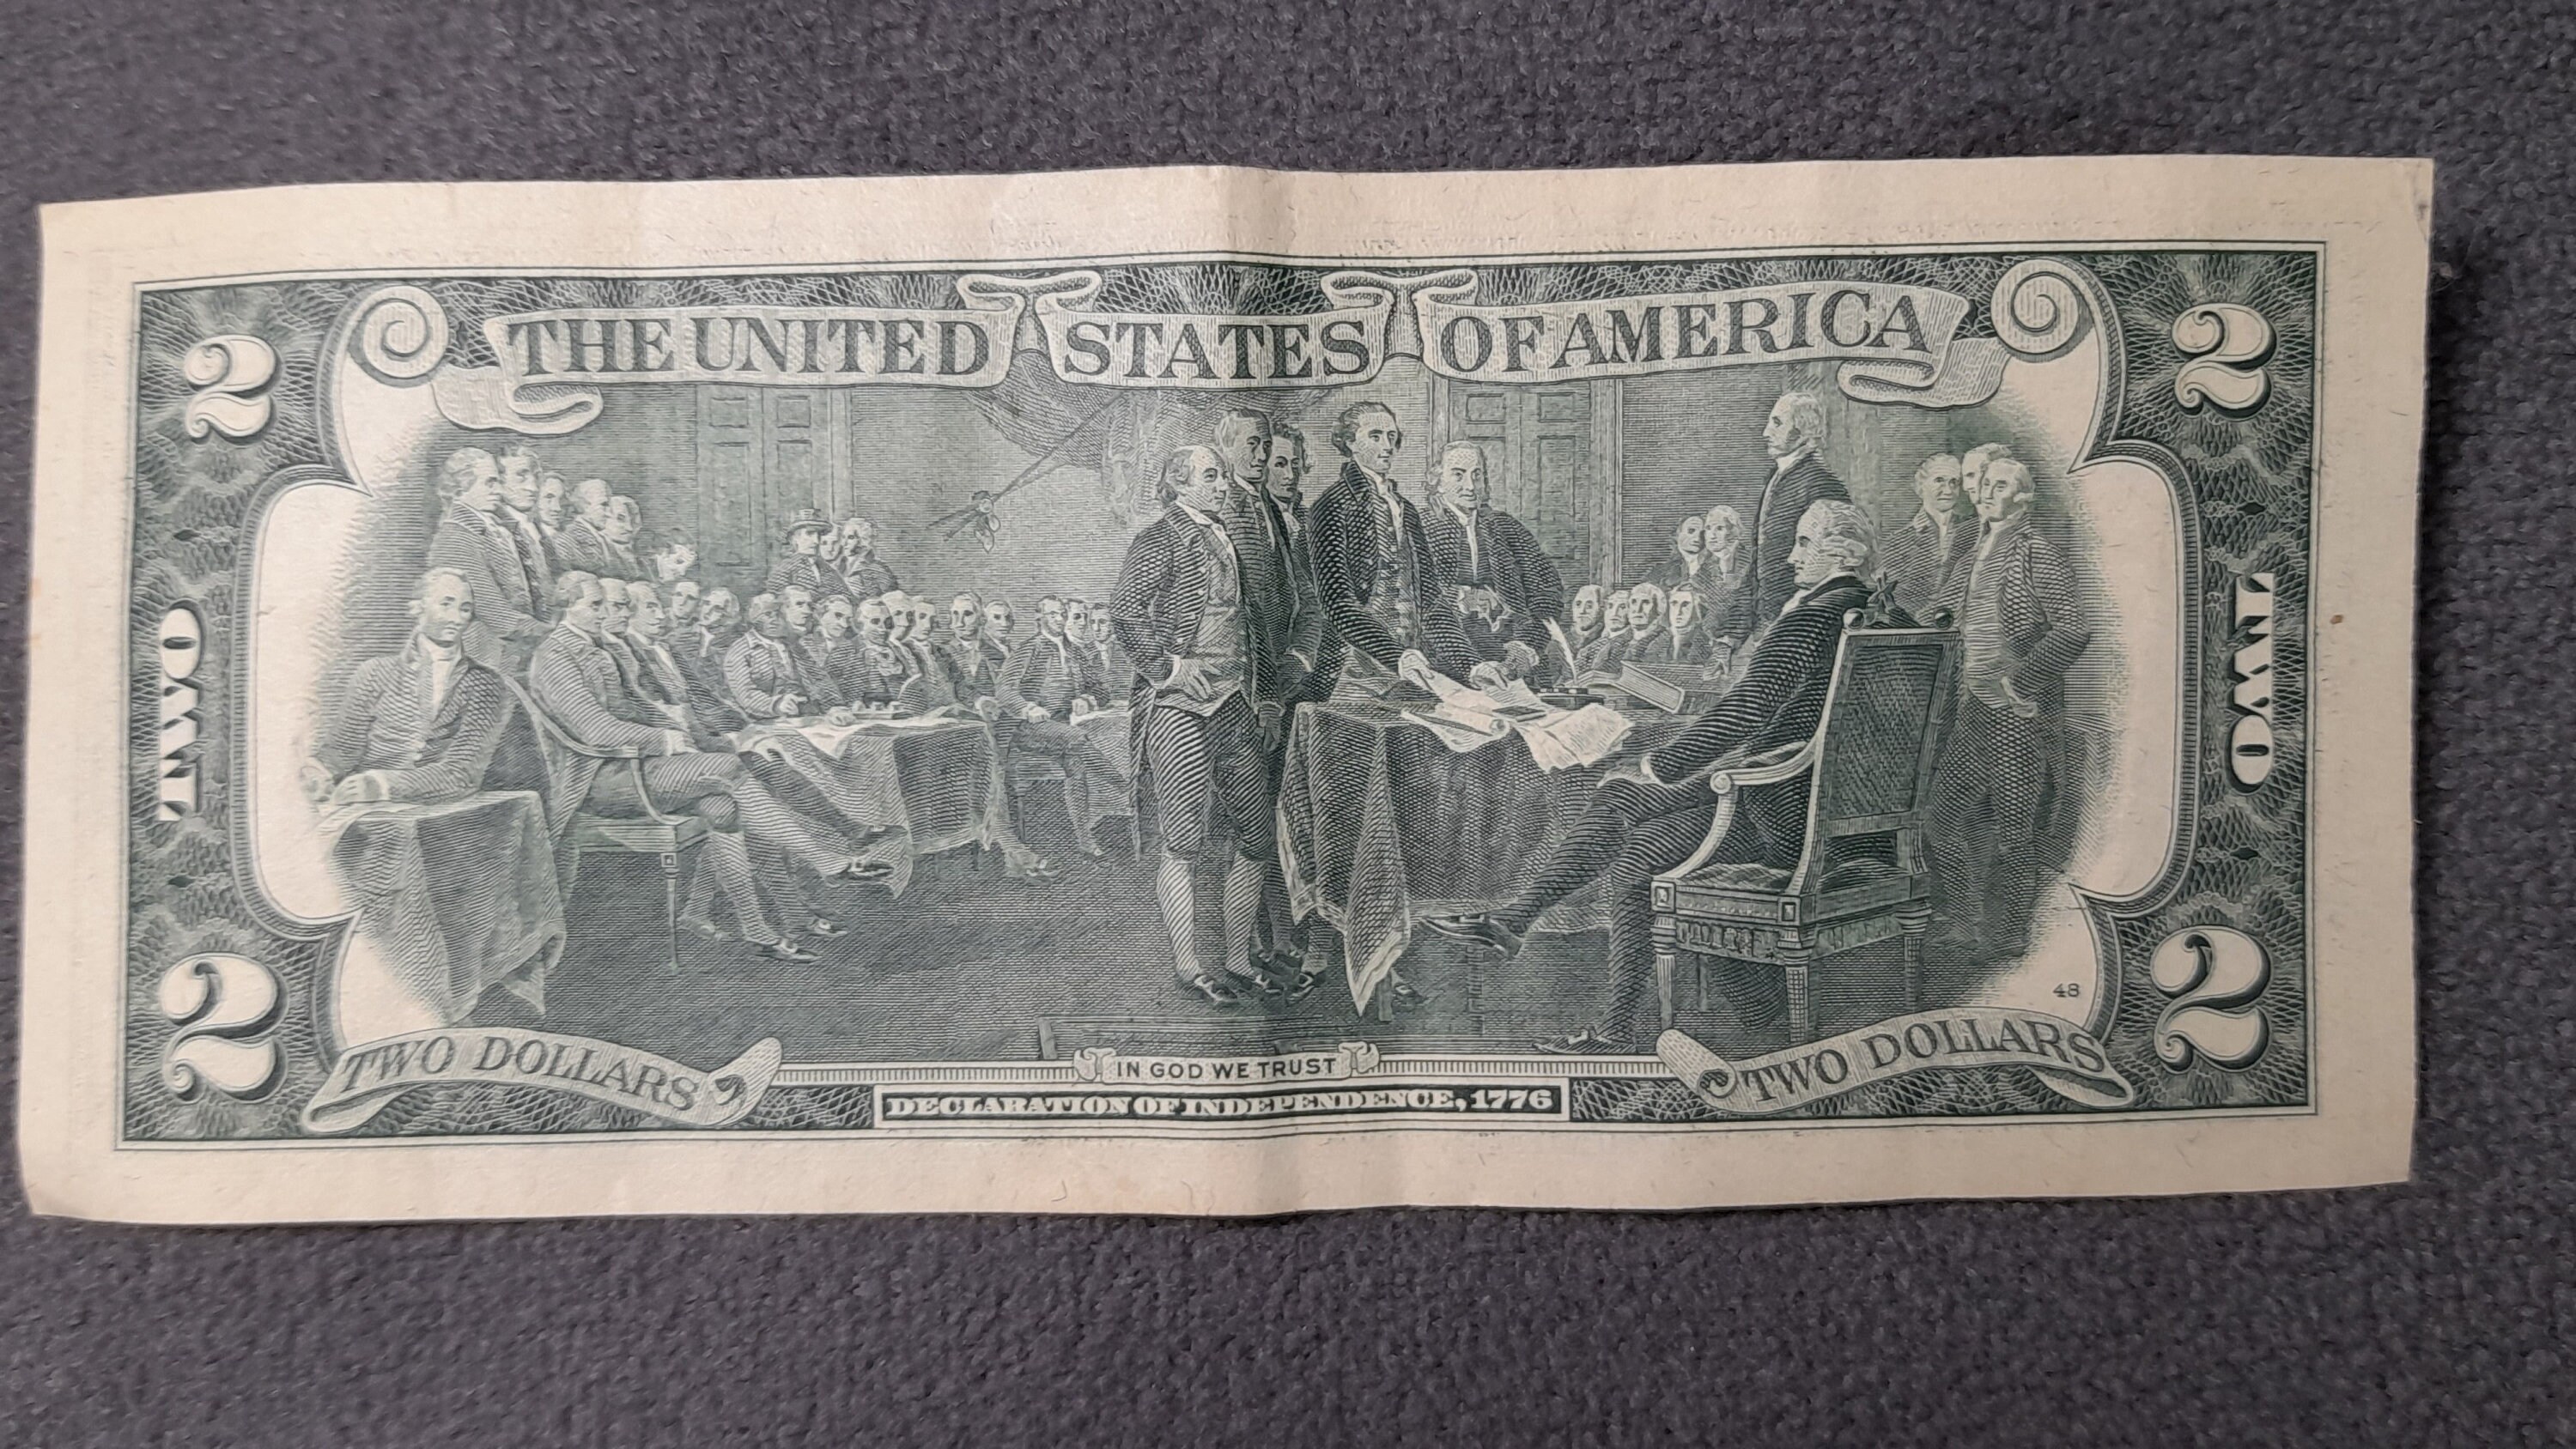 THE UNITED STATES OF AMERICA
2
2
TWO
TWO
48
2
2
TWO DOLLARS
TWO DOLLARS
IN GOD WE TRUST
DECLARATION OF INDEPENDENCE, 1776